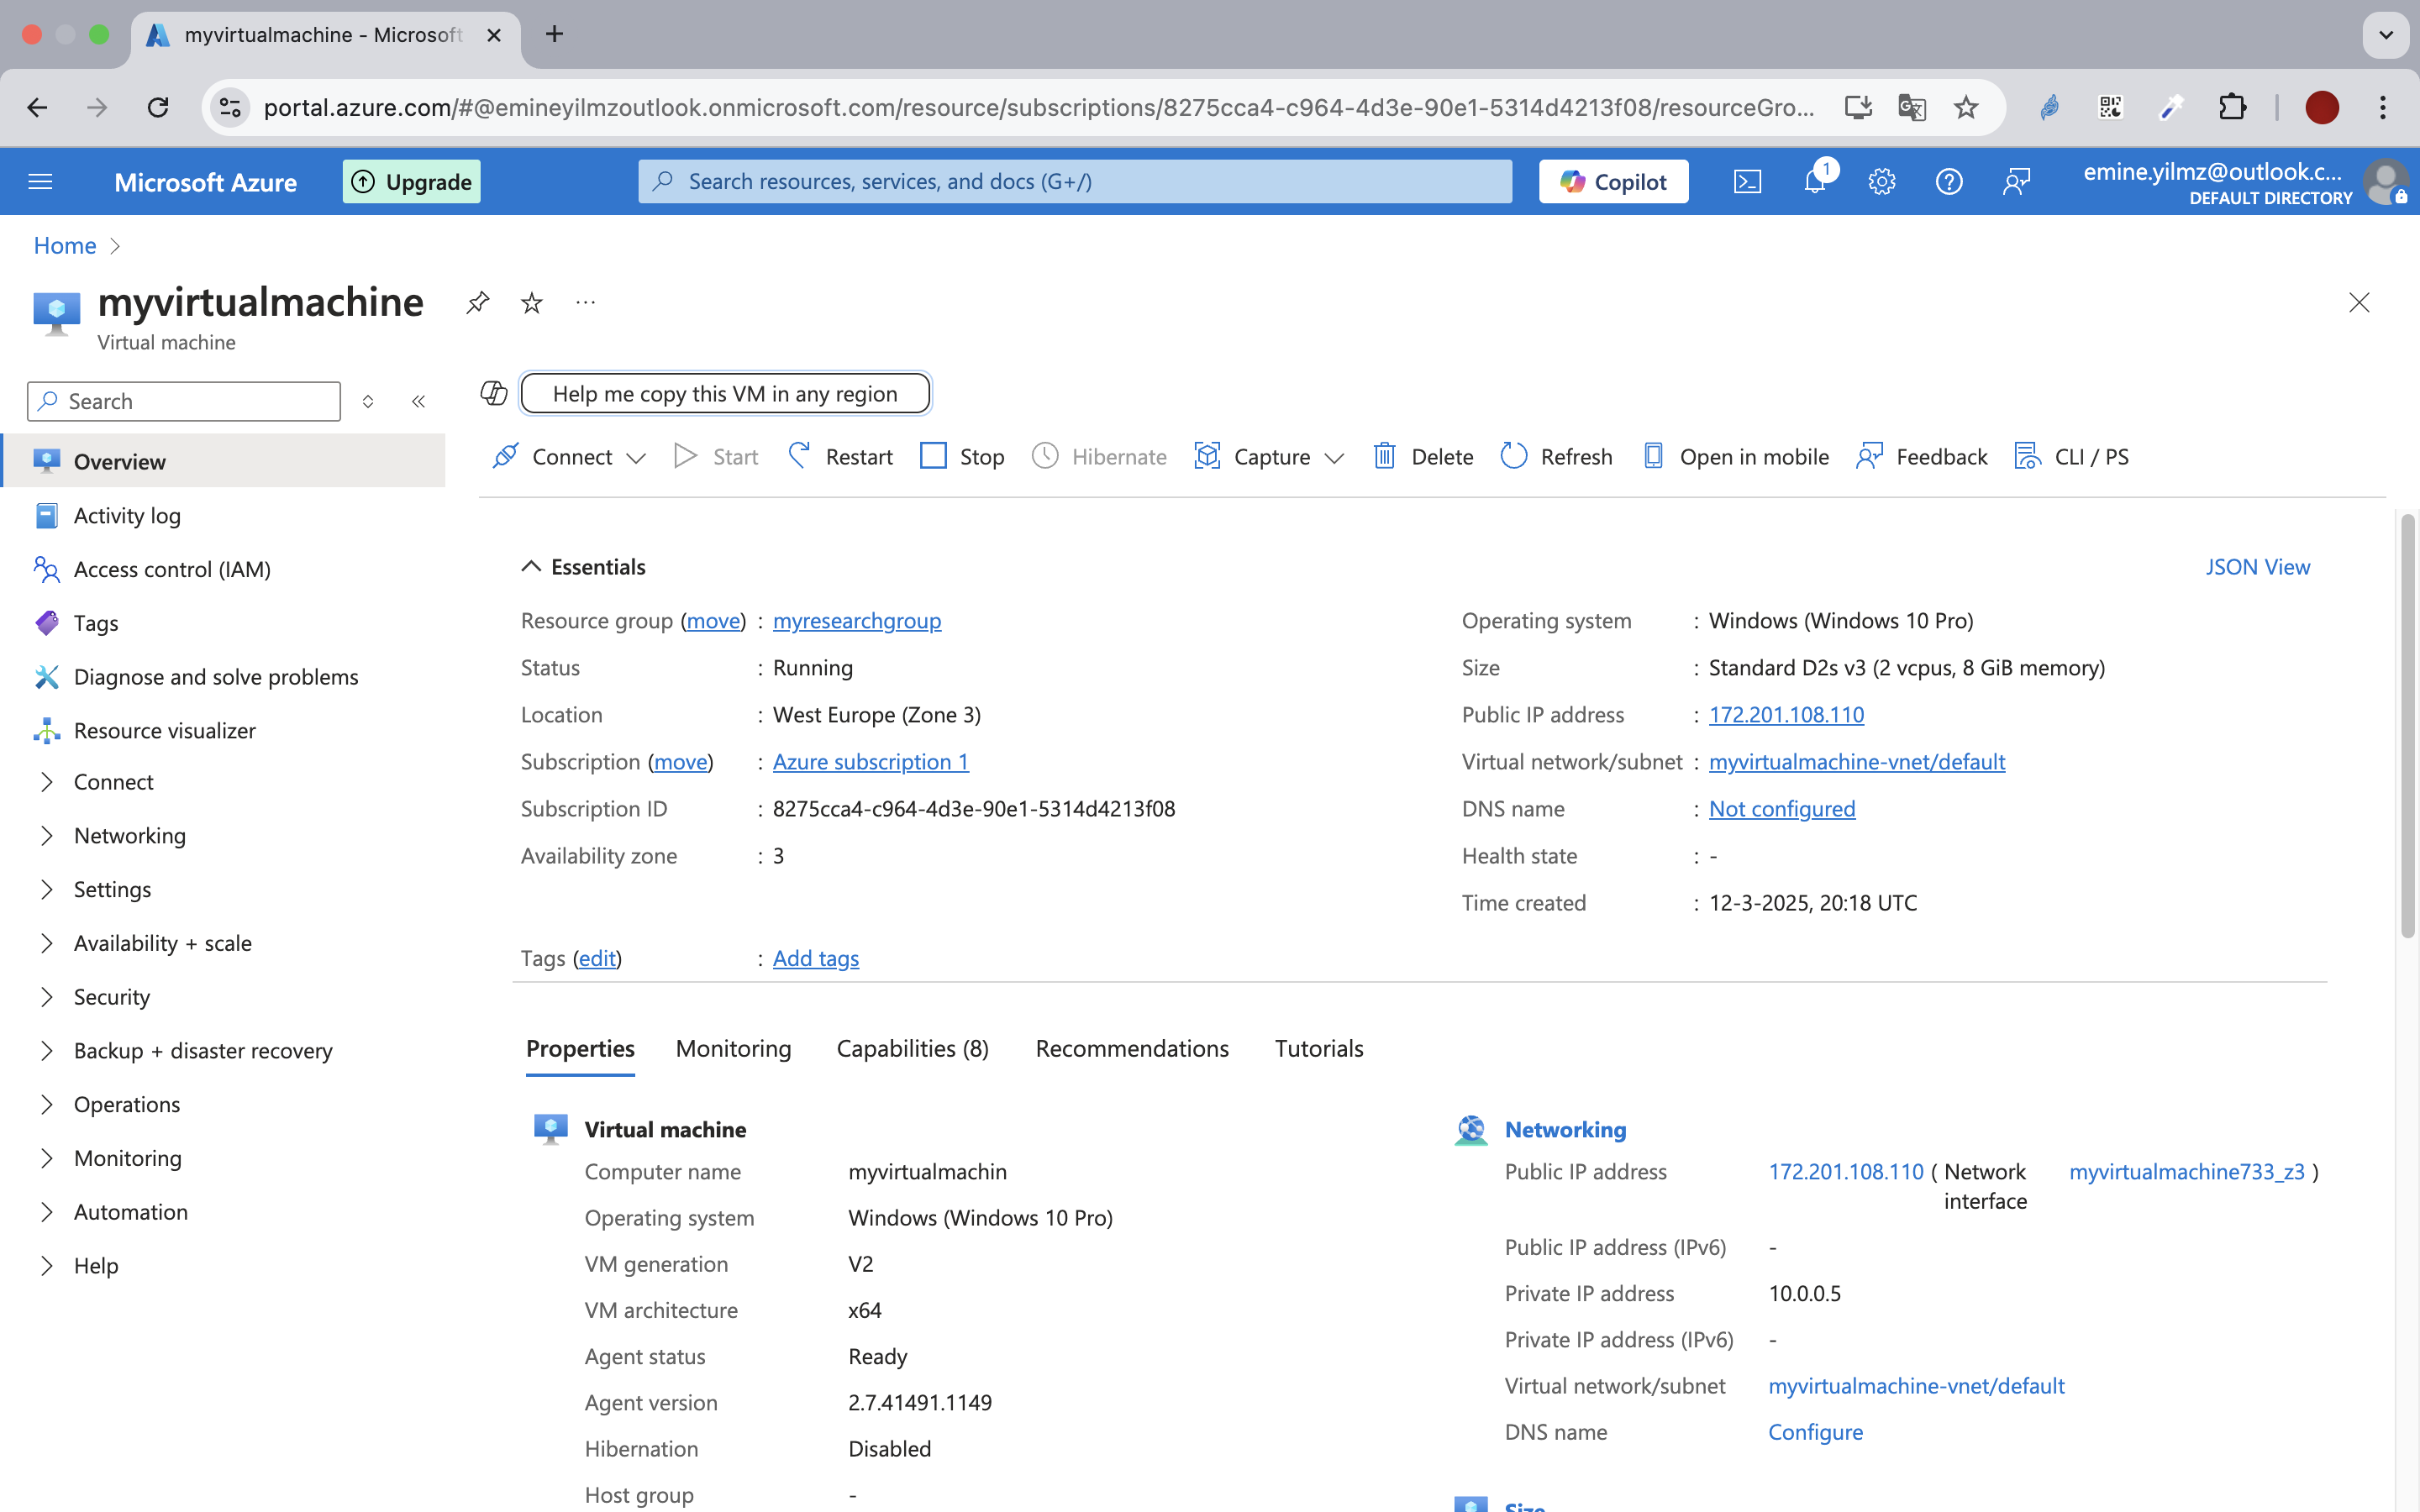 myvirtualmachine - Microsoft
portal.azure.com/#@emineyilmzoutlook.onmicrosoft.com/resource/subscriptions/8275cca4-c964-4d3e-90e1-5314d4213f08/resourceGro...
Microsoft Azure
Upgrade
Search resources, services, and docs (G+/)
Copilot
1
emine.yilmz@outlook.c...
DEFAULT DIRECTORY
Home
myvirtualmachine
Virtual machine
Search
Help me copy this VM in any region
Connect Start Restart Stop Hibernate Capture Delete Refresh Open in mobile Feedback CLI / PS
Overview
Activity log
Access control (IAM)
Tags
Diagnose and solve problems
Resource visualizer
Connect
Networking
Settings
Availability + scale
Security
Backup + disaster recovery
Operations
Monitoring
Automation
Help
Essentials
JSON View
Resource group (move) : myresearchgroup
Status : Running
Location : West Europe (Zone 3)
Subscription (move) : Azure subscription 1
Subscription ID : 8275cca4-c964-4d3e-90e1-5314d4213f08
Availability zone : 3
Operating system : Windows (Windows 10 Pro)
Size : Standard D2s v3 (2 vcpus, 8 GiB memory)
Public IP address : 172.201.108.110
Virtual network/subnet : myvirtualmachine-vnet/default
DNS name : Not configured
Health state : -
Time created : 12-3-2025, 20:18 UTC
Tags (edit) : Add tags
Properties Monitoring Capabilities (8) Recommendations Tutorials
Virtual machine
Computer name myvirtualmachin
Operating system Windows (Windows 10 Pro)
VM generation V2
VM architecture x64
Agent status Ready
Agent version 2.7.41491.1149
Hibernation Disabled
Host group -
Networking
Public IP address 172.201.108.110 ( Network interface myvirtualmachine733_z3 )
Public IP address (IPv6) -
Private IP address 10.0.0.5
Private IP address (IPv6) -
Virtual network/subnet myvirtualmachine-vnet/default
DNS name Configure
Size